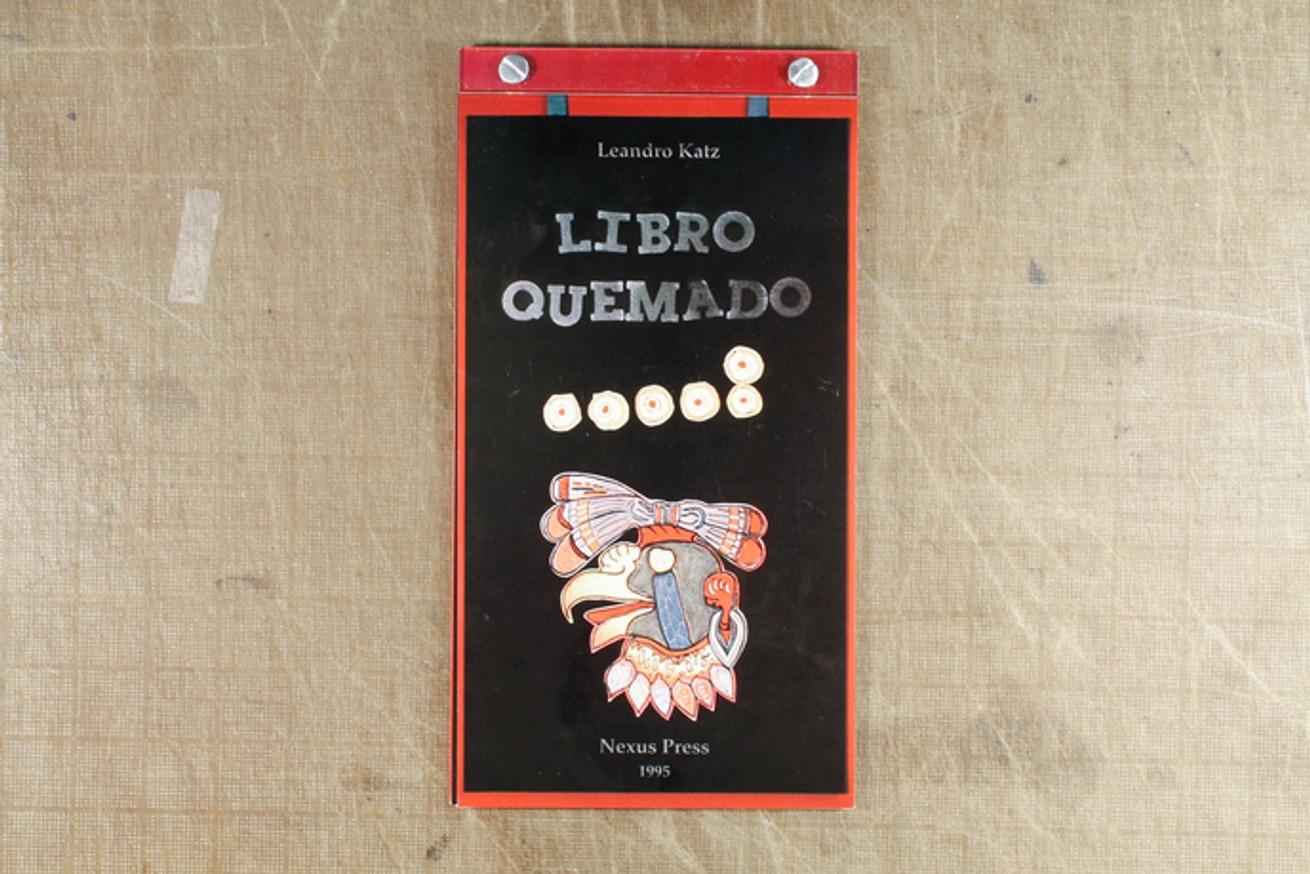 Leandro Katz
LIBRO
QUEMADO
Nexus Press
1995